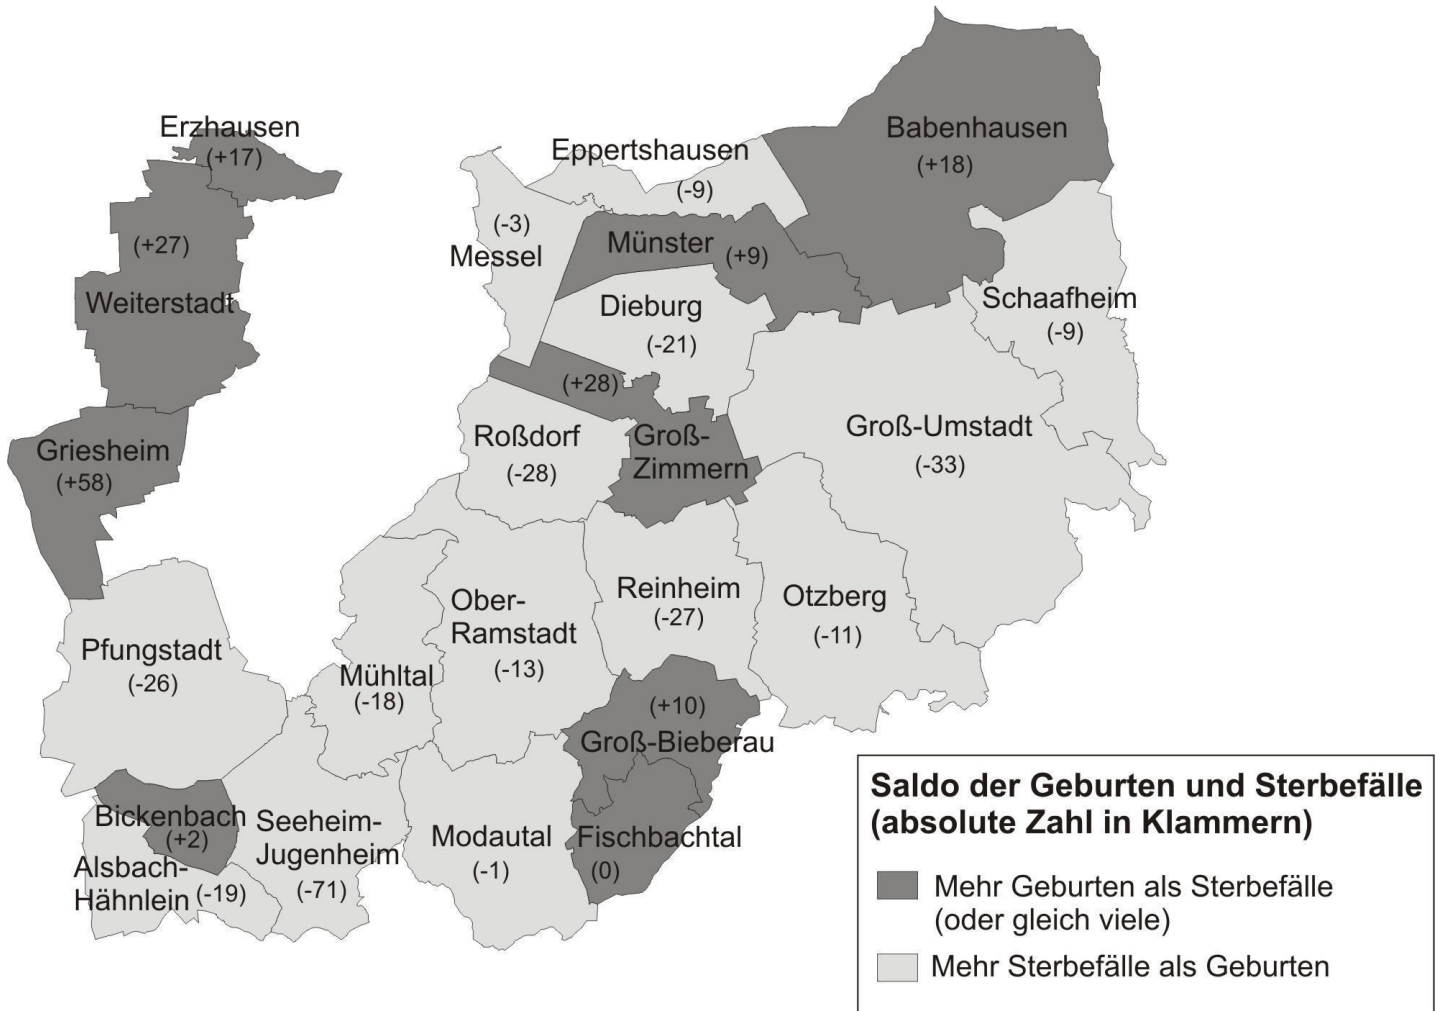 Erzhausen
(+17)
(+27)
Weiterstadt
Griesheim
(+58)
Eppertshausen
(-9)
Babenhausen
(+18)
(-3)
Messel
Münster
(+9)
Dieburg
(-21)
Schaafheim
(-9)
(+28)
Groß-
Zimmern
Roßdorf
(-28)
Groß-Umstadt
(-33)
Pfungstadt
(-26)
Mühltal
(-18)
Ober-
Ramstadt
(-13)
Reinheim
(-27)
Otzberg
(-11)
(+10)
Groß-Bieberau
Bickenbach
(+2)
Alsbach-
Hähnlein
(-19)
Seeheim-
Jugenheim
(-71)
Modautal
(-1)
Fischbachtal
(0)
Saldo der Geburten und Sterbefälle
(absolute Zahl in Klammern)
Mehr Geburten als Sterbefälle
(oder gleich viele)
Mehr Sterbefälle als Geburten